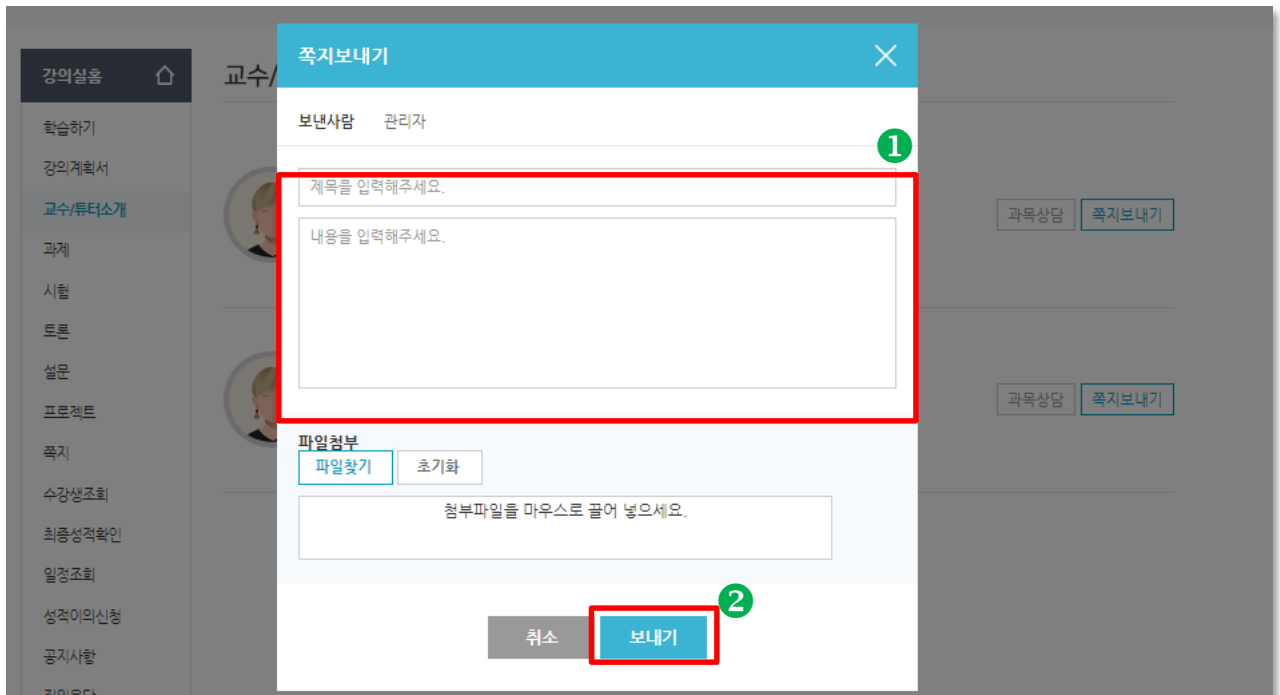 쪽지보내기
강의실홈
교수/
보낸사람 관리자
1
학습하기
강의계획서
교수/튜터소개
과제
시험
토론
설문
프로젝트
쪽지
수강생조회
최종성적확인
일정조회
성적이의신청
공지사항
제목을 입력해주세요.
내용을 입력해주세요.
과목상담 쪽지보내기
과목상담 쪽지보내기
파일첨부
파일찾기 초기화
첨부파일을 마우스로 끌어 넣으세요.
2
취소 보내기